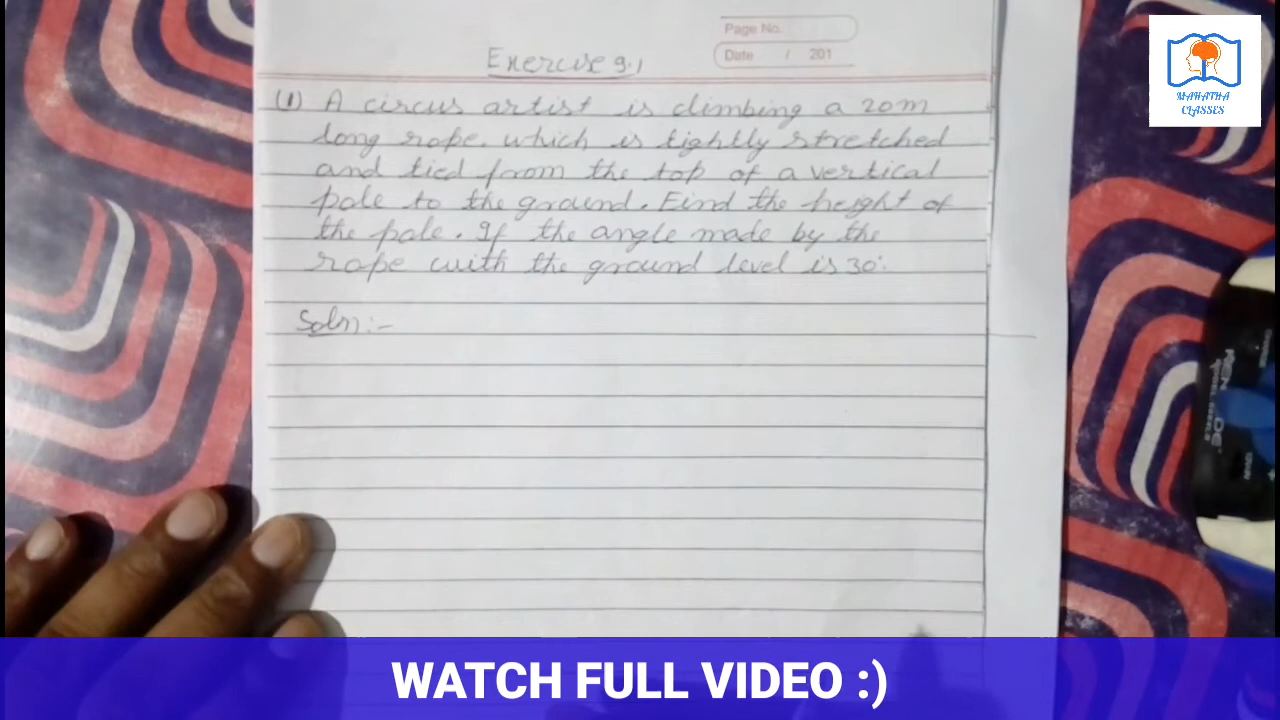 Page No.
Date / 201
Exercise 9.1
(1) A circus artist is climbing a 20m
long rope. which is tightly stretched
and tied from the top of a vertical
pole to the ground. Find the height of
the pole. If the angle made by the
rope with the ground level is 30°.
Soln:-
MAHATHA
CLASSES
WATCH FULL VIDEO :)